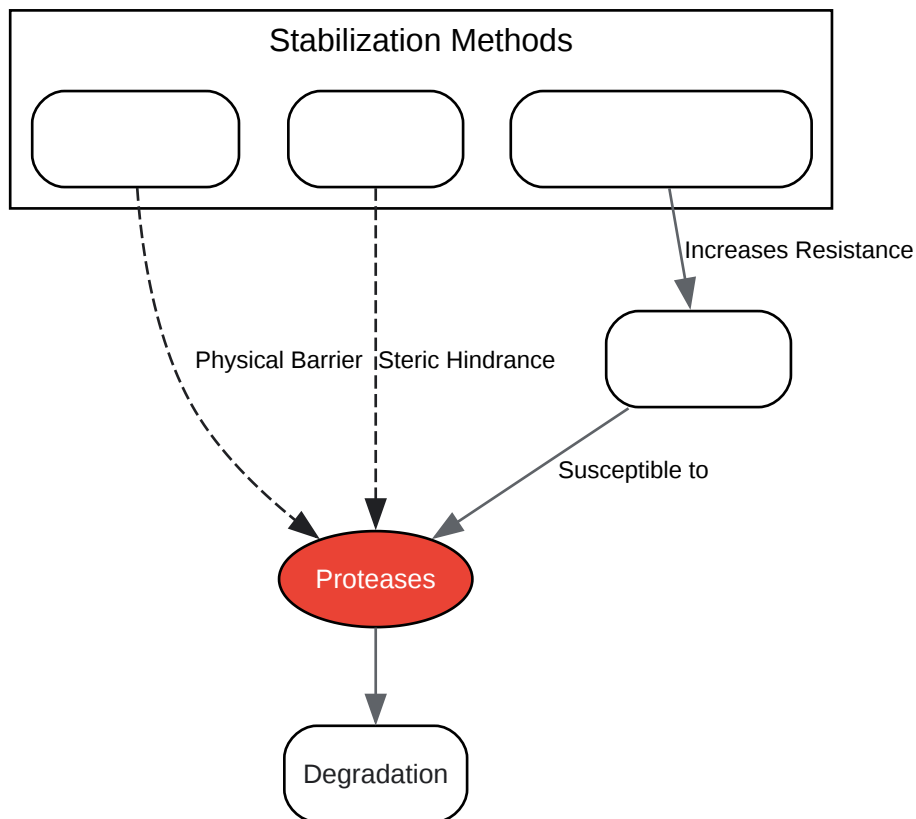 Stabilization Methods
Increases Resistance
Physical Barrier
Steric Hindrance
Susceptible to
Proteases
Degradation